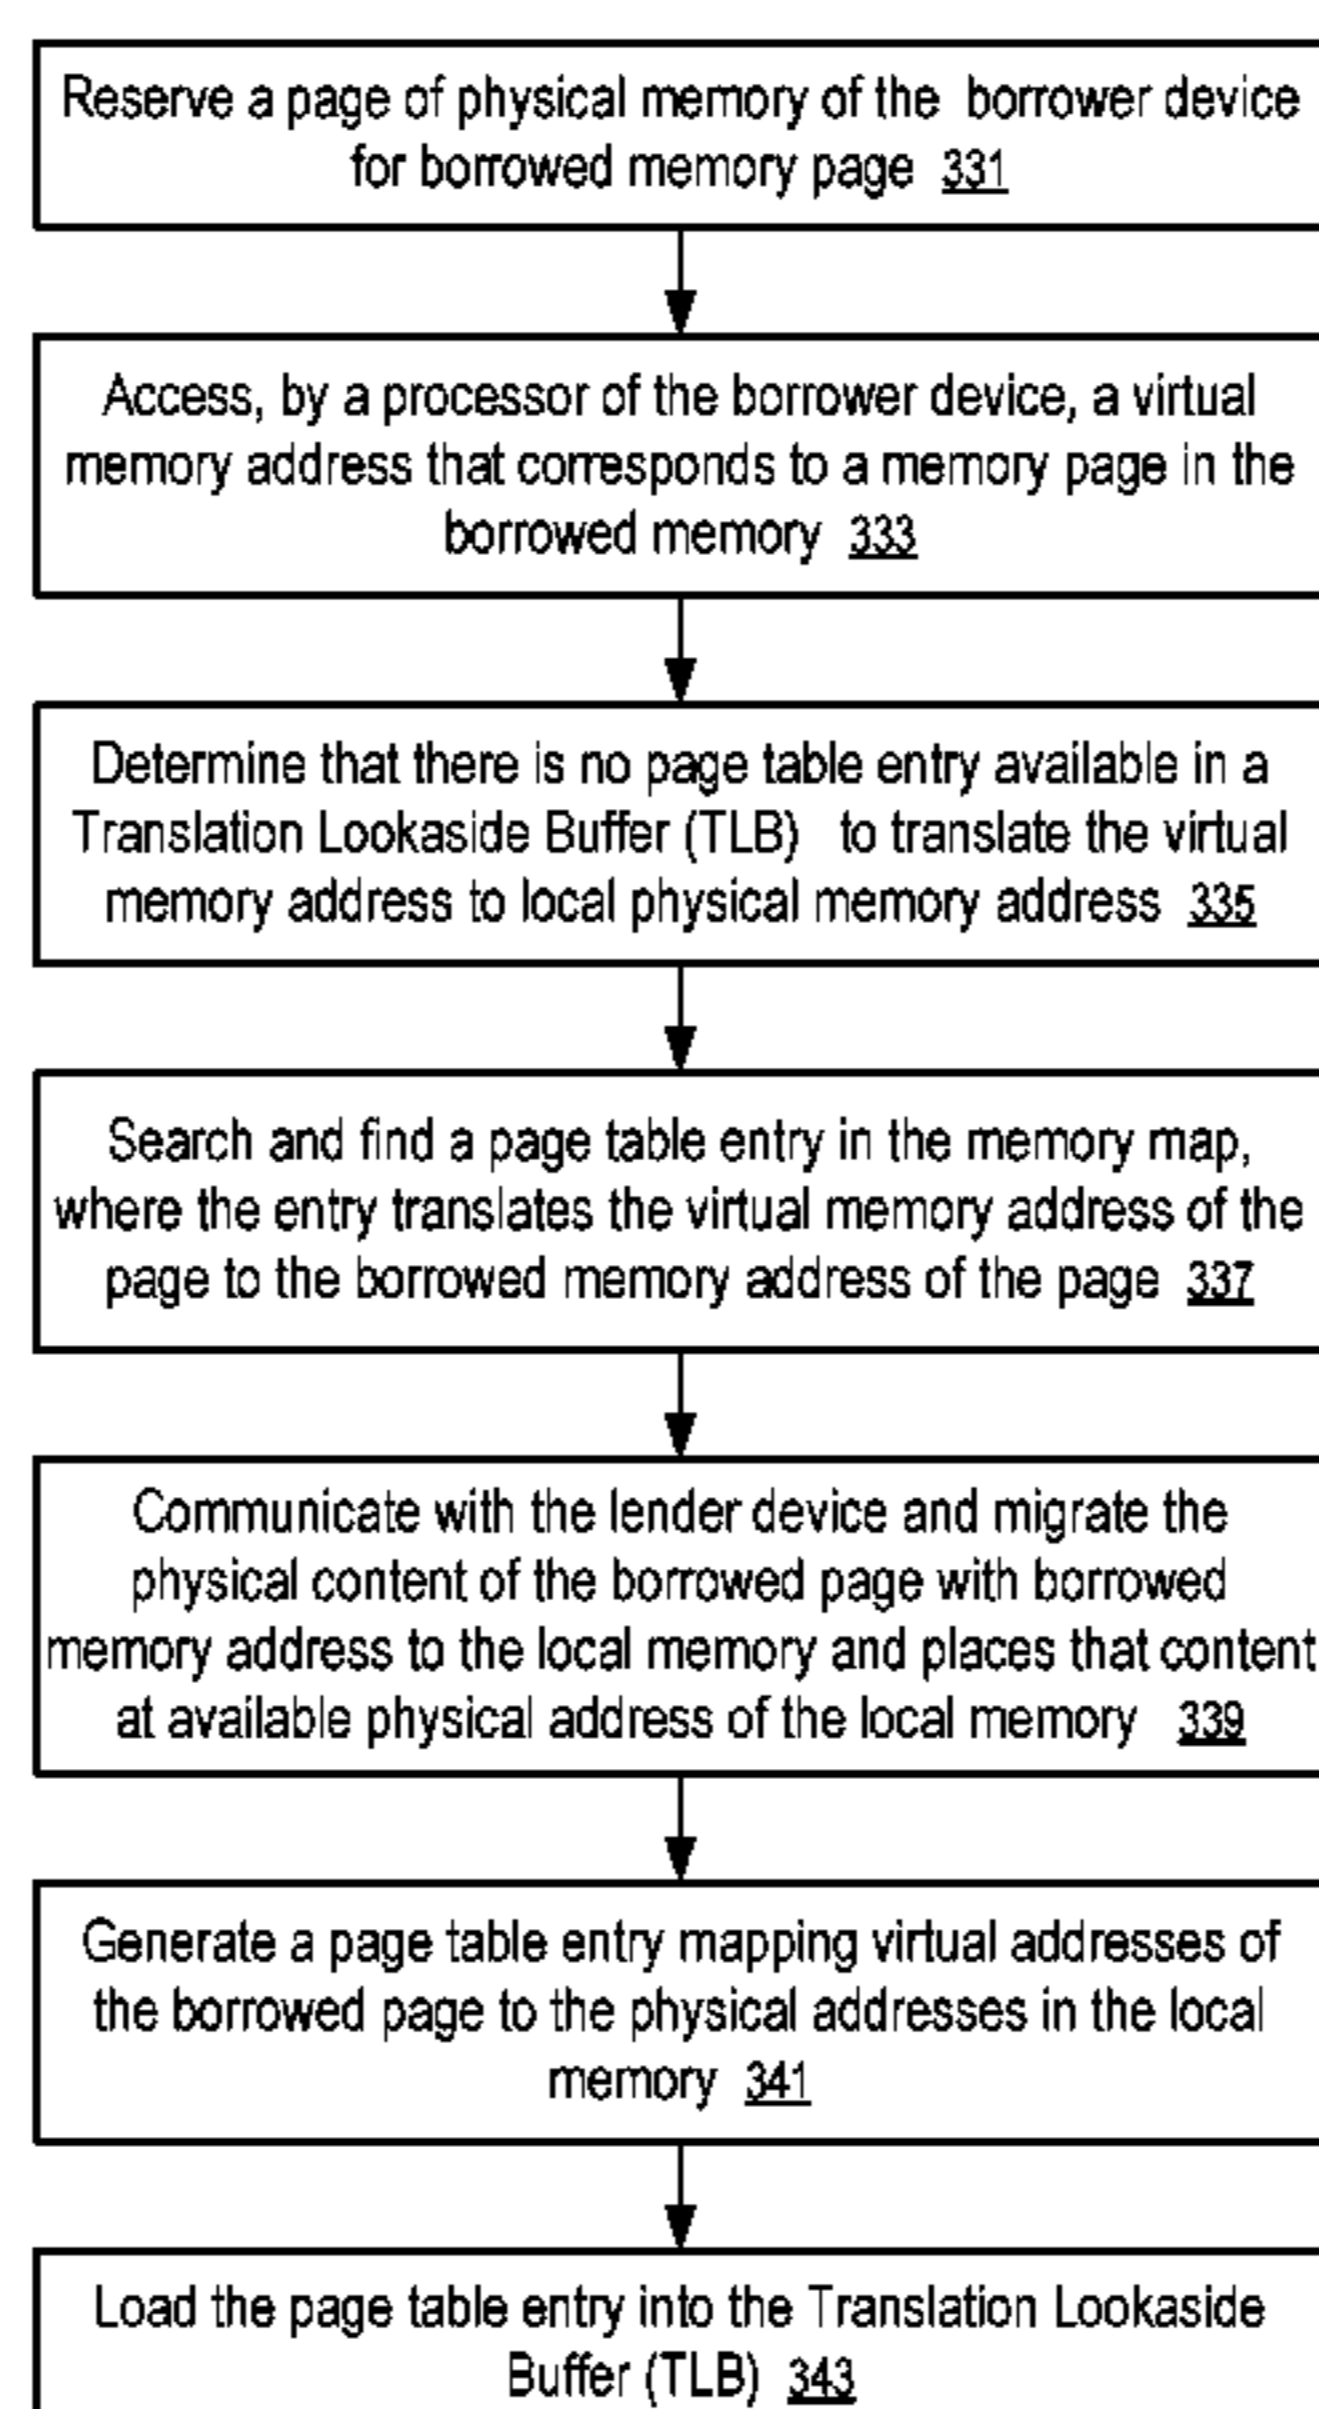 Reserve a page of physical memory of the borrower device
for borrowed memory page 331
Access, by a processor of the borrower device, a virtual
memory address that corresponds to a memory page in the
borrowed memory 333
Determine that there is no page table entry available in a
Translation Lookaside Buffer (TLB) to translate the virtual
memory address to local physical memory address 335
Search and find a page table entry in the memory map,
where the entry translates the virtual memory address of the
page to the borrowed memory address of the page 337
Communicate with the lender device and migrate the
physical content of the borrowed page with borrowed
memory address to the local memory and places that content
at available physical address of the local memory 339
Generate a page table entry mapping virtual addresses of
the borrowed page to the physical addresses in the local
memory 341
Load the page table entry into the Translation Lookaside
Buffer (TLB) 343